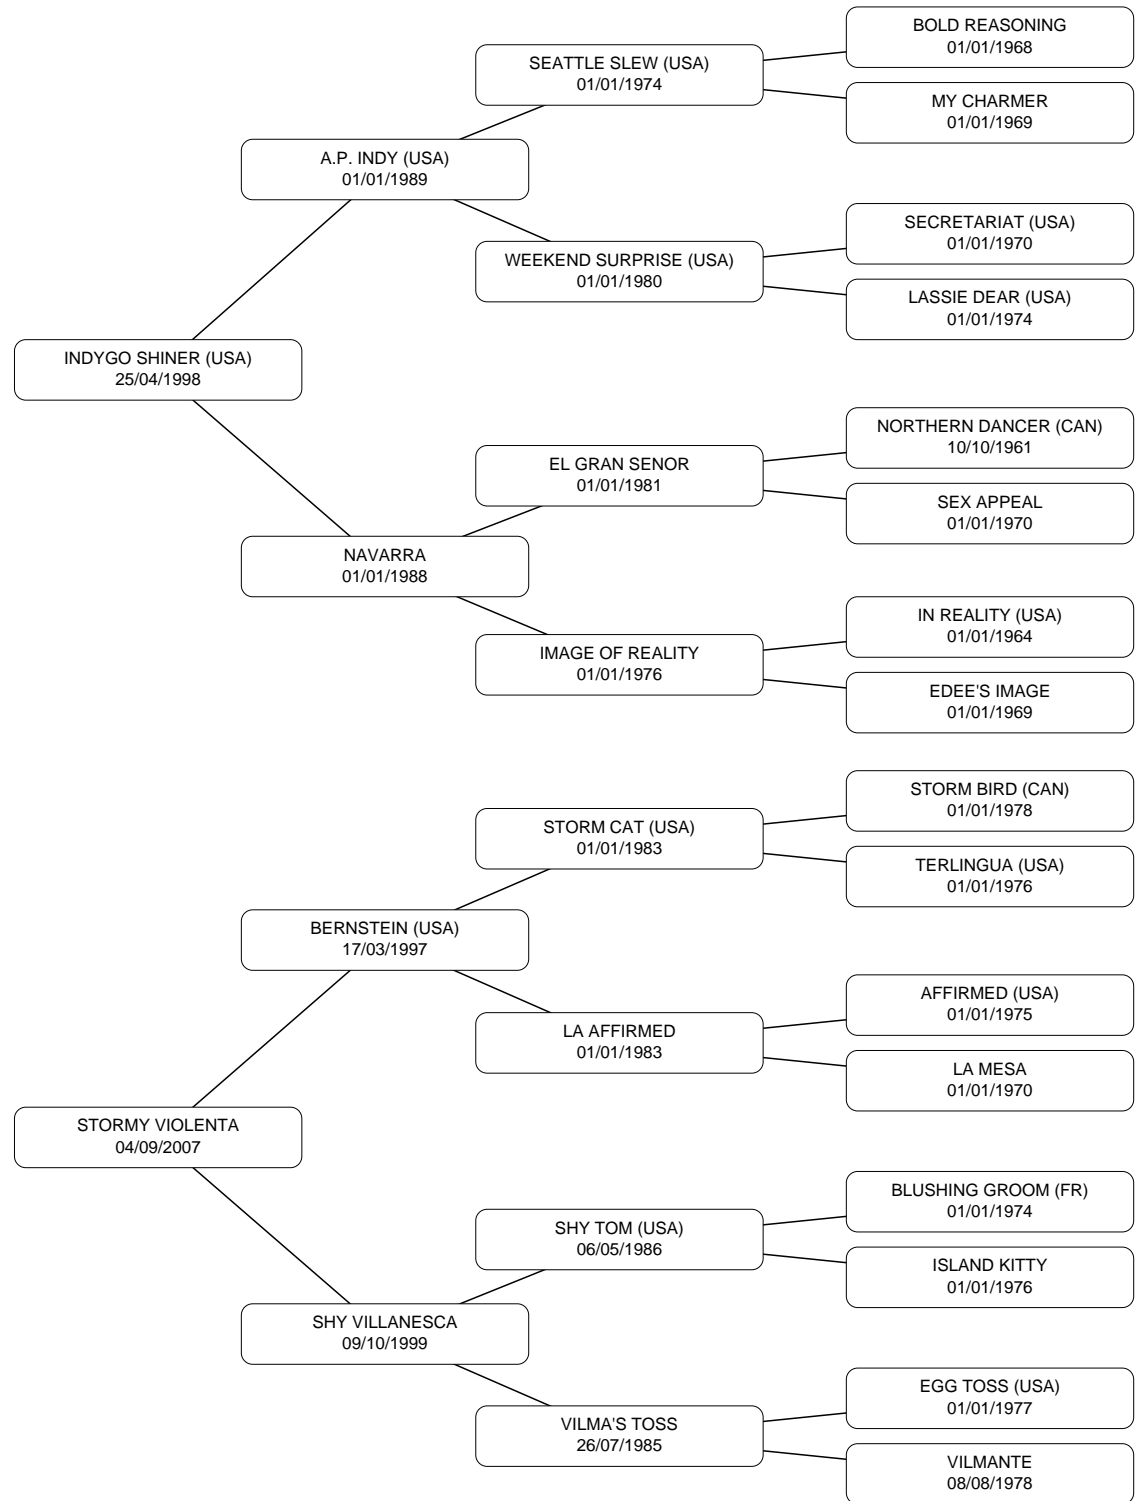 BOLD REASONING
01/01/1968
SEATTLE SLEW (USA)
01/01/1974
MY CHARMER
01/01/1969
A.P. INDY (USA)
01/01/1989
SECRETARIAT (USA)
01/01/1970
WEEKEND SURPRISE (USA)
01/01/1980
LASSIE DEAR (USA)
01/01/1974
INDYGO SHINER (USA)
25/04/1998
NORTHERN DANCER (CAN)
10/10/1961
EL GRAN SENOR
01/01/1981
SEX APPEAL
01/01/1970
NAVARRA
01/01/1988
IN REALITY (USA)
01/01/1964
IMAGE OF REALITY
01/01/1976
EDEE'S IMAGE
01/01/1969
STORM BIRD (CAN)
01/01/1978
STORM CAT (USA)
01/01/1983
TERLINGUA (USA)
01/01/1976
BERNSTEIN (USA)
17/03/1997
AFFIRMED (USA)
01/01/1975
LA AFFIRMED
01/01/1983
LA MESA
01/01/1970
STORMY VIOLENTA
04/09/2007
BLUSHING GROOM (FR)
01/01/1974
SHY TOM (USA)
06/05/1986
ISLAND KITTY
01/01/1976
SHY VILLANESCA
09/10/1999
EGG TOSS (USA)
01/01/1977
VILMA'S TOSS
26/07/1985
VILMANTE
08/08/1978